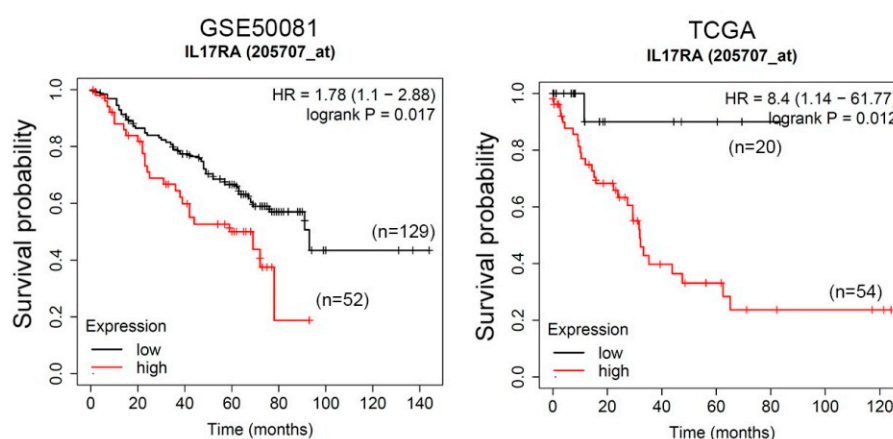 GSE50081
IL17RA (205707_at)
HR = 1.78 (1.1 − 2.88)
logrank P = 0.017
Survival probability
1.0
0.8
0.6
0.4
0.2
0.0
(n=129)
(n=52)
Expression
low
high
0 20 40 60 80 100 120 140
Time (months)
TCGA
IL17RA (205707_at)
HR = 8.4 (1.14 − 61.77)
logrank P = 0.012
Survival probability
1.0
0.8
0.6
0.4
0.2
0.0
(n=20)
(n=54)
Expression
low
high
0 20 40 60 80 100 120
Time (months)